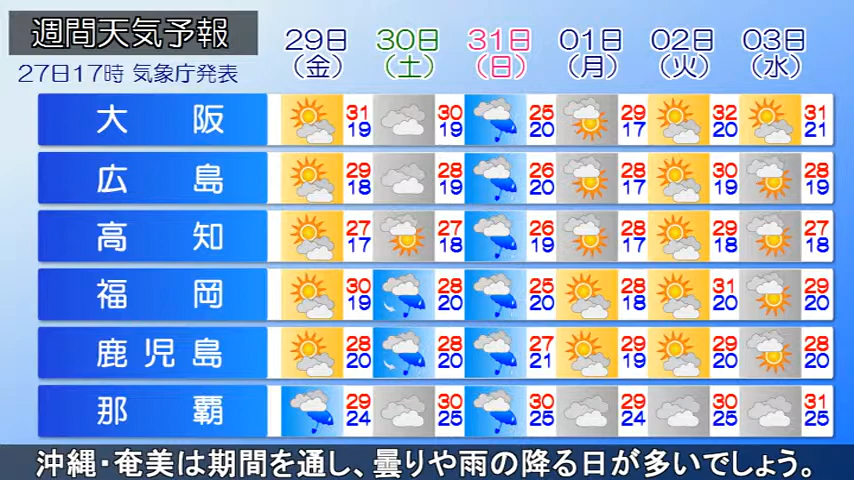 週間天気予報
27日17時 気象庁発表
29日 30日 31日 01日 02日 03日
(金) (土) (日) (月) (火) (水)
大阪 31 19 30 19 25 20 29 17 32 20 31 21
広島 29 18 28 19 26 20 28 17 30 19 28 19
高知 27 17 27 18 26 19 28 17 29 18 27 18
福岡 30 19 28 20 25 20 28 18 31 20 29 20
鹿児島 28 20 28 20 27 21 29 19 29 20 28 20
那覇 29 24 30 25 30 25 29 24 30 25 31 25
沖縄・奄美は期間を通し、曇りや雨の降る日が多いでしょう。